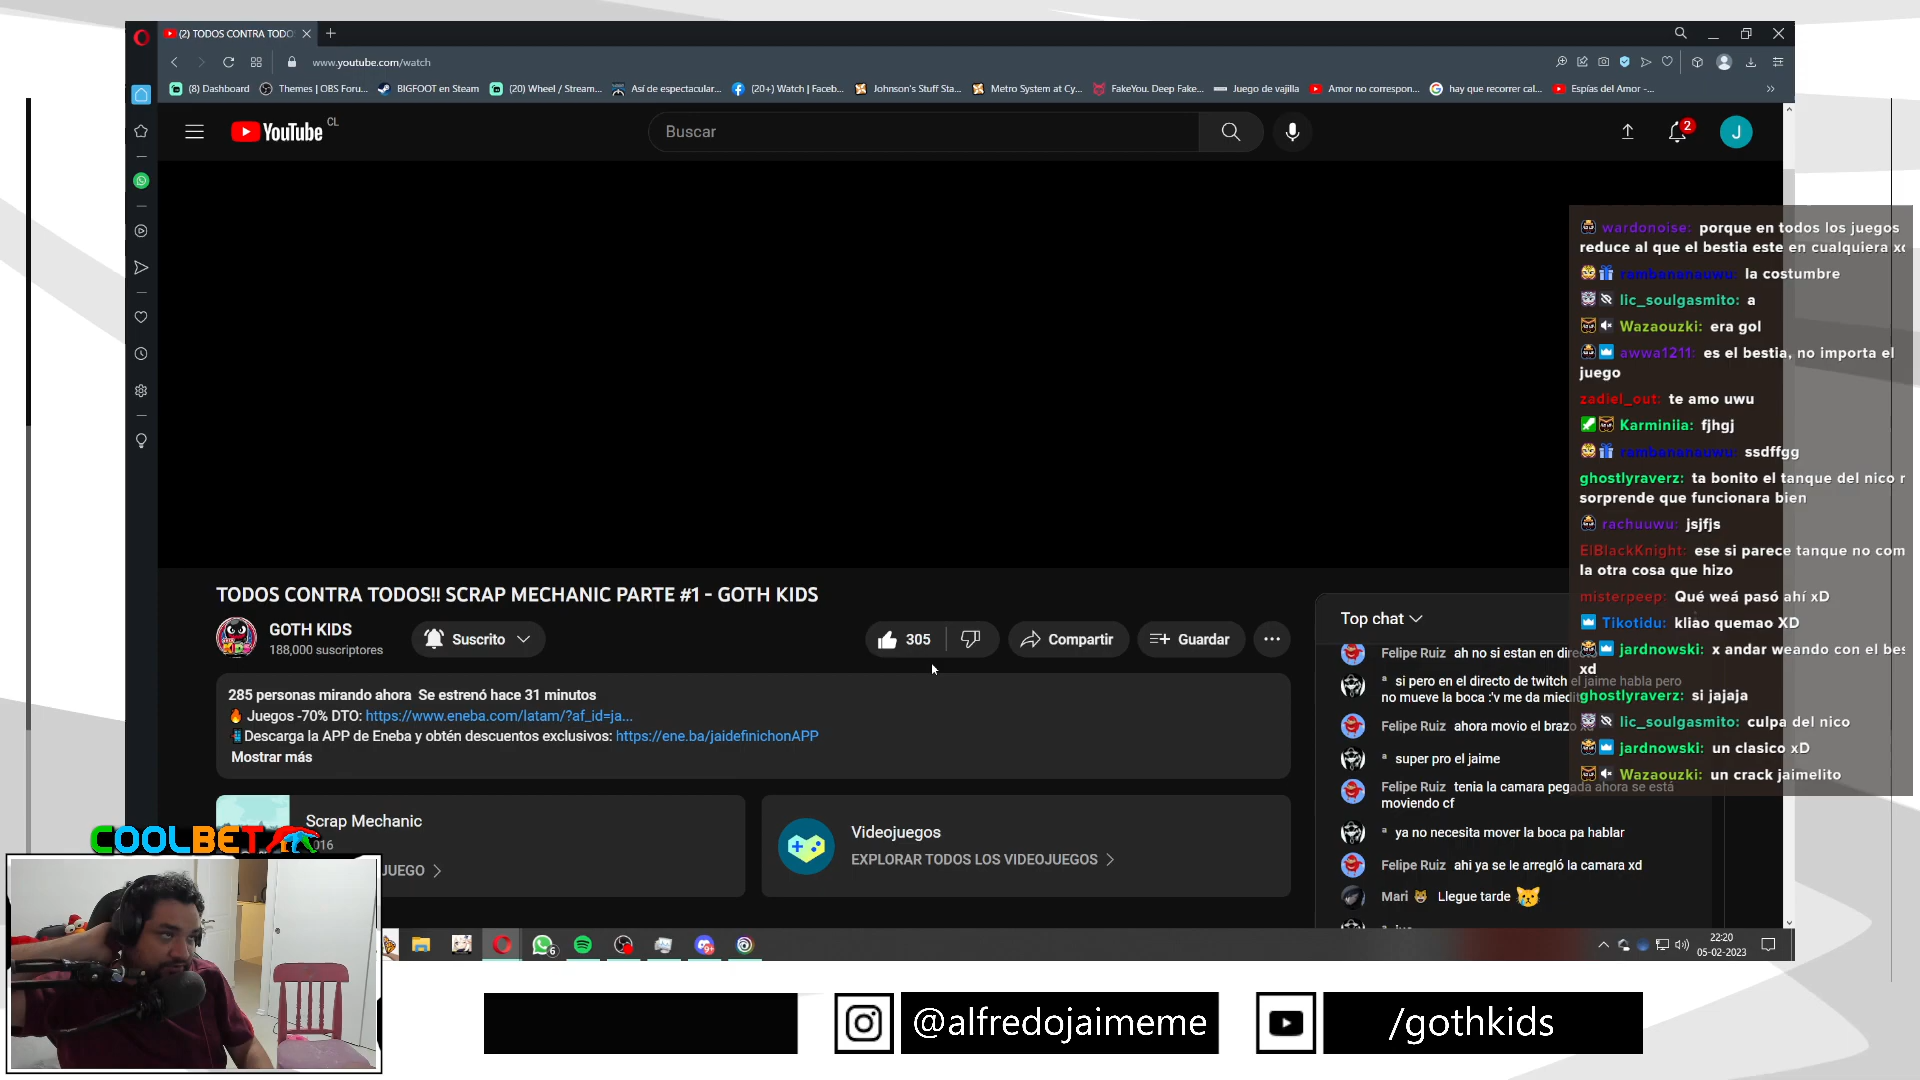 (2) TODOS CONTRA TODO
www.youtube.com/watch
(8) Dashboard
Themes | OBS Foru...
BIGFOOT en Steam
(20) Wheel / Stream...
Así de espectacular...
(20+) Watch | Faceb...
Johnson's Stuff Sta...
Metro System at Cy...
FakeYou. Deep Fake...
Juego de vajilla
Amor no correspon...
hay que recorrer cal...
Espías del Amor -...
YouTube CL
Buscar
2
J
wardonoise: porque en todos los juegos
reduce al que el bestia este en cualquiera
rambananauwu: la costumbre
lic_soulgasmito: a
Wazaouzki: era gol
awwa1211: es el bestia, no importa el
juego
zadiel_out: te amo uwu
Karminiia: fjhgj
rambananauwu: ssdffgg
ghostlyraverz: ta bonito el tanque del nico
sorprende que funcionara bien
rachuuwu: jsjfjs
ElBlackKnight: ese si parece tanque no com
la otra cosa que hizo
misterpeep: Qué weá pasó ahí xD
Tikotidu: kliao quemao XD
jardnowski: x andar weando con el bes
xd
ghostlyraverz: si jajaja
lic_soulgasmito: culpa del nico
jardnowski: un clasico xD
Wazaouzki: un crack jaimelito
TODOS CONTRA TODOS!! SCRAP MECHANIC PARTE #1 - GOTH KIDS
GOTH KIDS
188,000 suscriptores
Suscrito
305
Compartir
Guardar
285 personas mirando ahora Se estrenó hace 31 minutos
Juegos -70% DTO: https://www.eneba.com/latam/?af_id=ja...
Descarga la APP de Eneba y obtén descuentos exclusivos: https://ene.ba/jaidefinichonAPP
Mostrar más
Scrap Mechanic
016
JUEGO
Videojuegos
EXPLORAR TODOS LOS VIDEOJUEGOS
Top chat
Felipe Ruiz ah no si estan en dire
ª si pero en el directo de twitch el jaime habla pero
no mueve la boca :'v me da miedit
Felipe Ruiz ahora movio el brazo
ª super pro el jaime
Felipe Ruiz tenia la camara pegada ahora se está
moviendo cf
ª ya no necesita mover la boca pa hablar
Felipe Ruiz ahi ya se le arregló la camara xd
Mari Llegue tarde
COOLBET
6
9+
22:20
05-02-2023
@alfredojaimeme
/gothkids